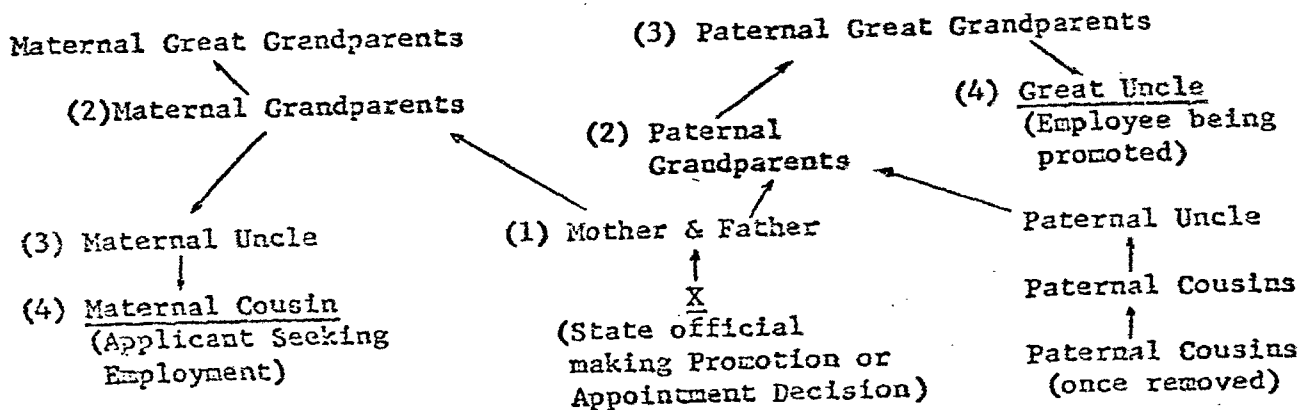 Maternal Great Grandparents
(3) Paternal Great Grandparents
(2)Maternal Grandparents
(4) Great Uncle
(Employee being
promoted)
(2) Paternal
Grandparents
(3) Maternal Uncle
(1) Mother & Father
Paternal Uncle
(4) Maternal Cousin
(Applicant Seeking
Employment)
X
(State official
making Promotion or
Appointment Decision)
Paternal Cousins
Paternal Cousins
(once removed)